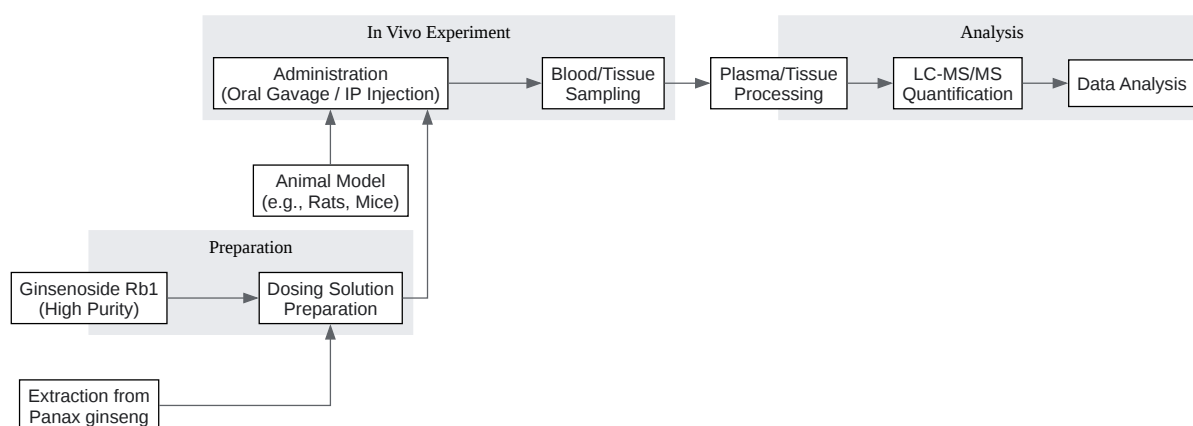 In Vivo Experiment
Analysis
Administration
(Oral Gavage / IP Injection)
Blood/Tissue
Sampling
Plasma/Tissue
Processing
LC-MS/MS
Quantification
Data Analysis
Animal Model
(e.g., Rats, Mice)
Preparation
Ginsenoside Rb1
(High Purity)
Dosing Solution
Preparation
Extraction from
Panax ginseng